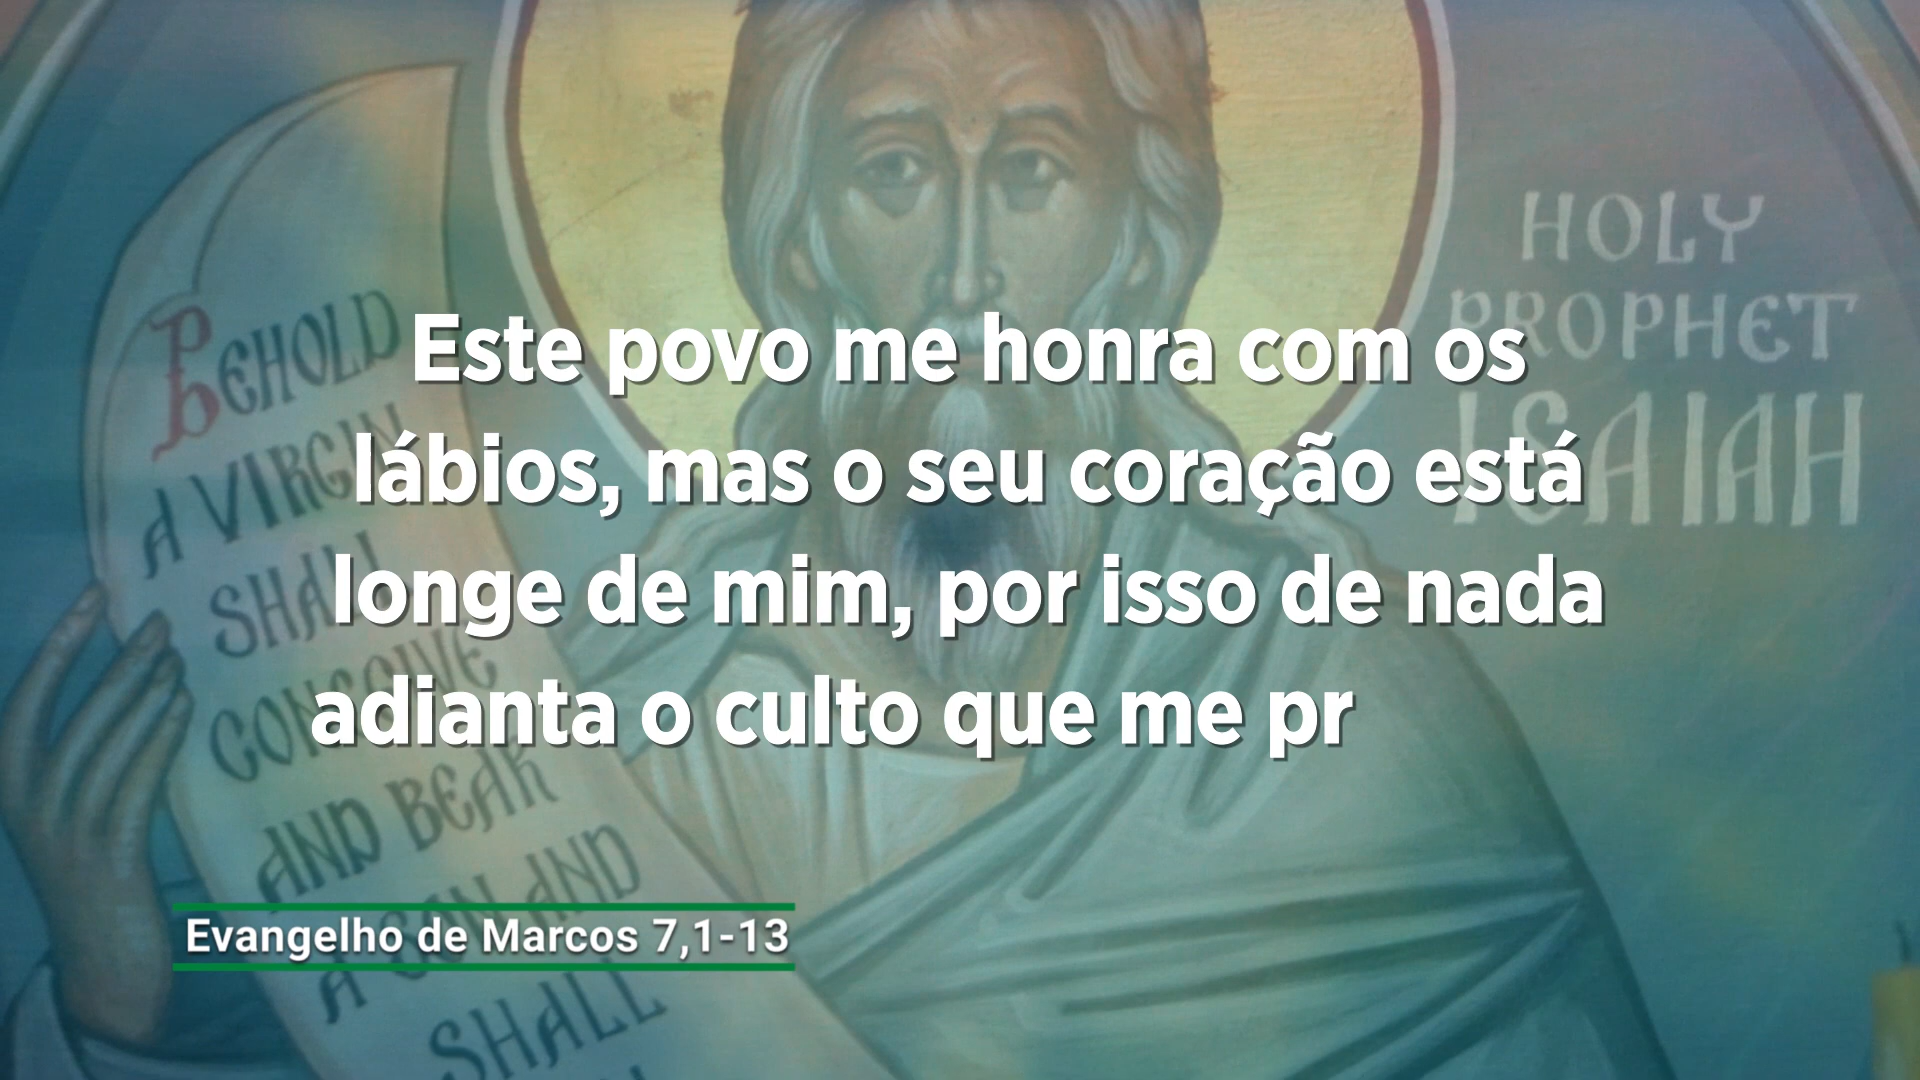 HOLY
PROPHET
ISAIAH
BEHOLD
A VIRGIN
SHALL
CONCEIVE
AND BEAR
A SON AND
SHALL
Este povo me honra com os
lábios, mas o seu coração está
longe de mim, por isso de nada
adianta o culto que me pr
Evangelho de Marcos 7,1-13